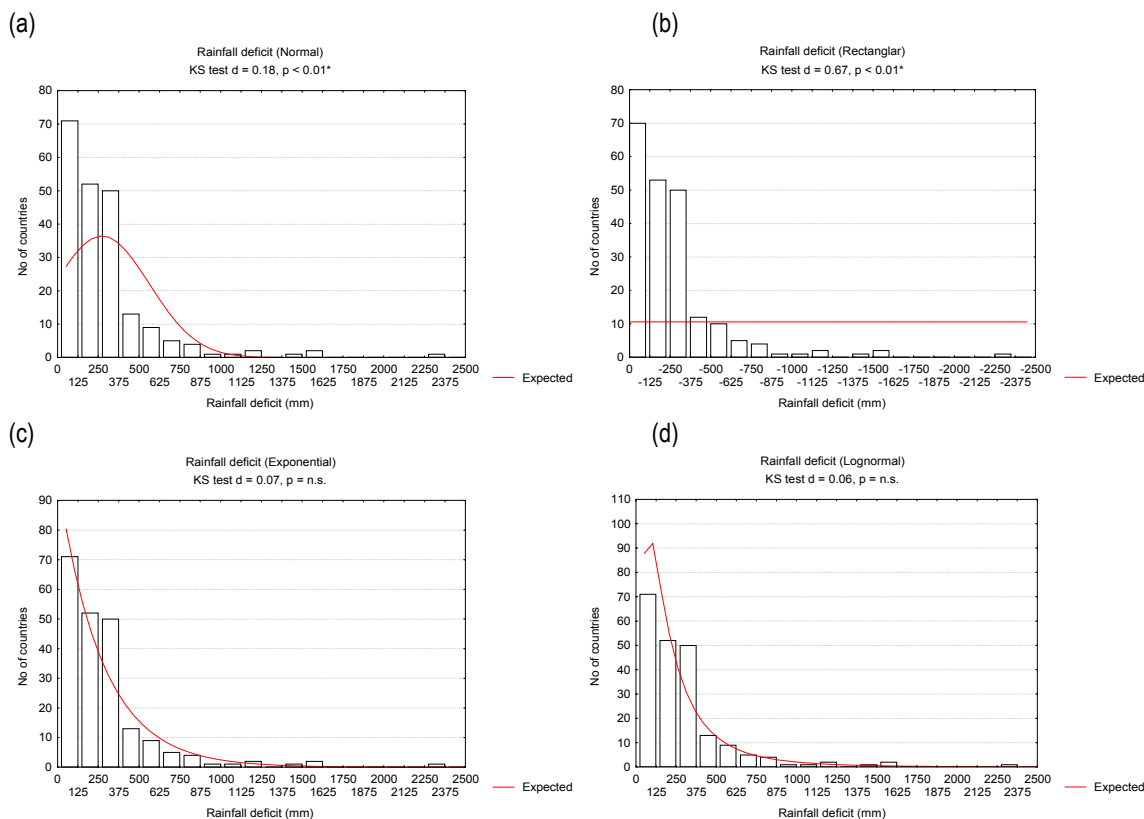 (a)
Rainfall deficit (Normal)
KS test d = 0.18, p < 0.01*
80
70
60
50
40
30
20
10
0
No of countries
0 250 500 750 1000 1250 1500 1750 2000 2250 2500
125 375 625 875 1125 1375 1625 1875 2125 2375
Rainfall deficit (mm)
Expected
(b)
Rainfall deficit (Rectanglar)
KS test d = 0.67, p < 0.01*
80
70
60
50
40
30
20
10
0
No of countries
0 -250 -500 -750 -1000 -1250 -1500 -1750 -2000 -2250 -2500
-125 -375 -625 -875 -1125 -1375 -1625 -1875 -2125 -2375
Rainfall deficit (mm)
Expected
(c)
Rainfall deficit (Exponential)
KS test d = 0.07, p = n.s.
90
80
70
60
50
40
30
20
10
0
No of countries
0 250 500 750 1000 1250 1500 1750 2000 2250 2500
125 375 625 875 1125 1375 1625 1875 2125 2375
Rainfall deficit (mm)
Expected
(d)
Rainfall deficit (Lognormal)
KS test d = 0.06, p = n.s.
110
100
90
80
70
60
50
40
30
20
10
0
No of countries
0 250 500 750 1000 1250 1500 1750 2000 2250 2500
125 375 625 875 1125 1375 1625 1875 2125 2375
Rainfall deficit (mm)
Expected